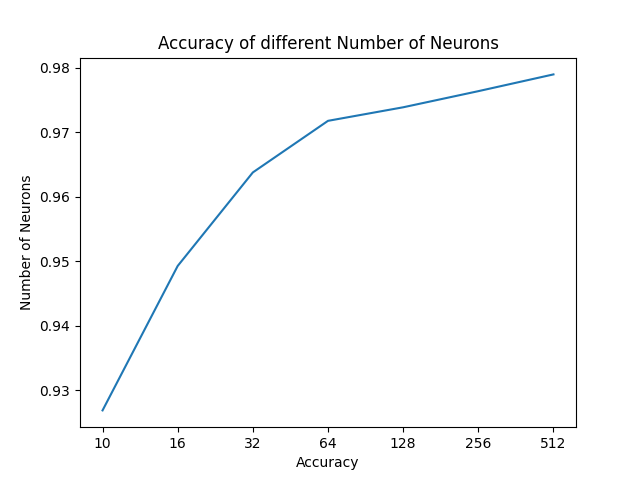 Accuracy of different Number of Neurons
0.98
0.97
0.96
0.95
0.94
0.93
Number of Neurons
10 16 32 64 128 256 512
Accuracy